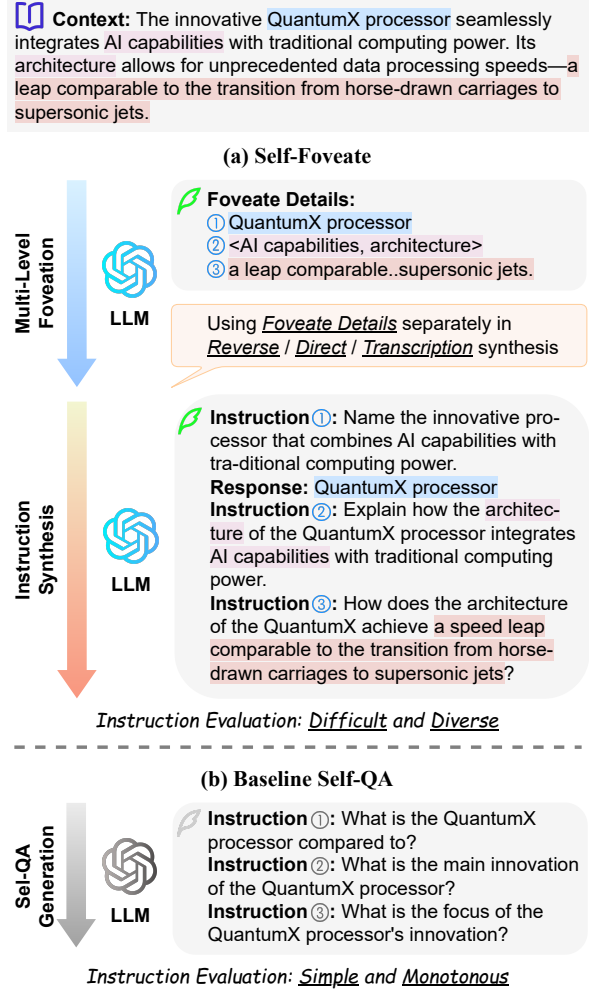 Context: The innovative QuantumX processor seamlessly
integrates AI capabilities with traditional computing power. Its
architecture allows for unprecedented data processing speeds—a
leap comparable to the transition from horse-drawn carriages to
supersonic jets.
(a) Self-Foveate
Multi-Level
Foveation
LLM
Foveate Details:
① QuantumX processor
② <AI capabilities, architecture>
③ a leap comparable..supersonic jets.
Using Foveate Details separately in
Reverse / Direct / Transcription synthesis
Instruction
Synthesis
LLM
Instruction①: Name the innovative pro-
cessor that combines AI capabilities with
tra-ditional computing power.
Response: QuantumX processor
Instruction②: Explain how the architec-
ture of the QuantumX processor integrates
AI capabilities with traditional computing
power.
Instruction③: How does the architecture
of the QuantumX achieve a speed leap
comparable to the transition from horse-
drawn carriages to supersonic jets?
Instruction Evaluation: Difficult and Diverse
(b) Baseline Self-QA
Sel-QA
Generation
LLM
Instruction①: What is the QuantumX
processor compared to?
Instruction②: What is the main innovation
of the QuantumX processor?
Instruction③: What is the focus of the
QuantumX processor's innovation?
Instruction Evaluation: Simple and Monotonous